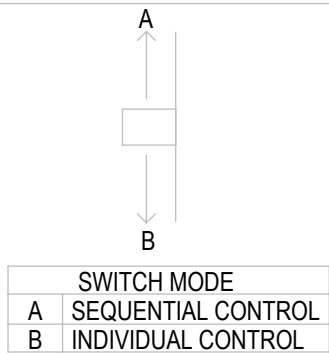 A
B
SWITCH MODE
A SEQUENTIAL CONTROL
B INDIVIDUAL CONTROL